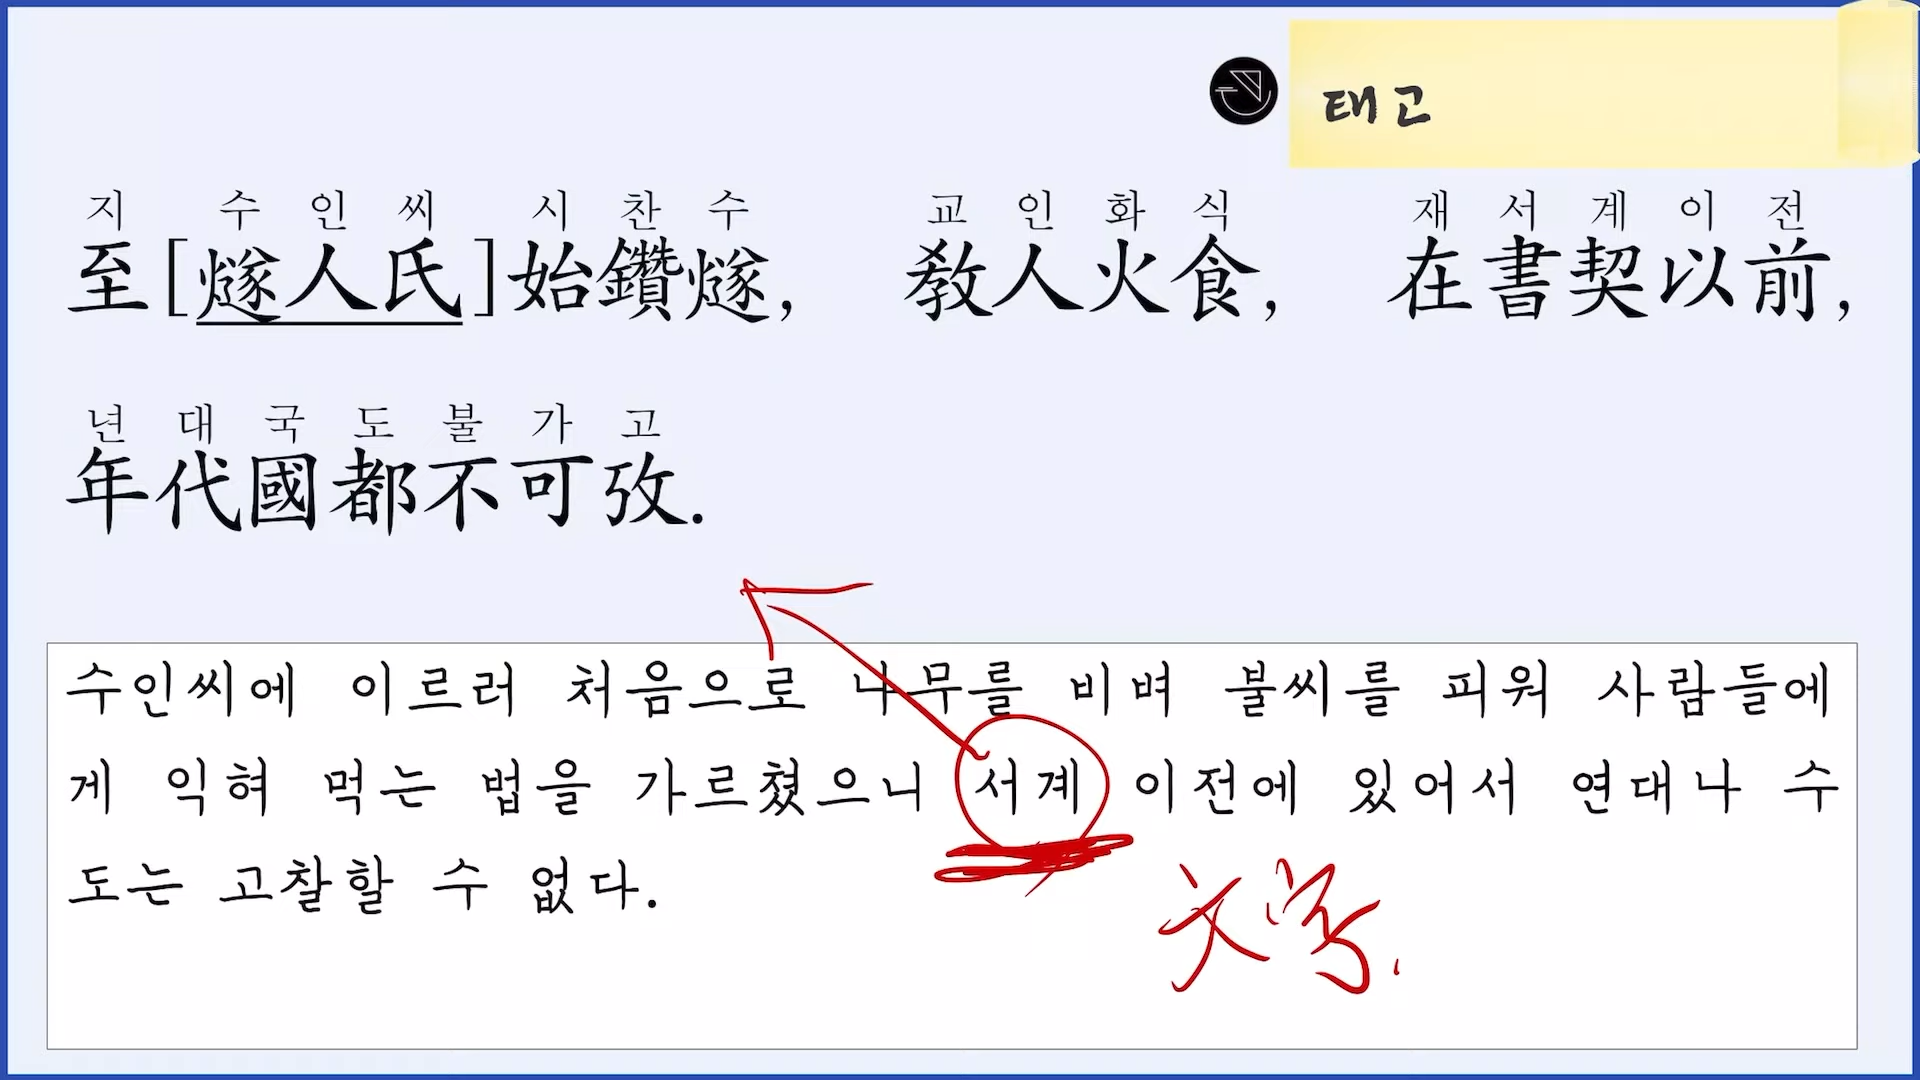 태고
지 수 인 씨 시 찬 수 교 인 화 식 재 서 계 이 전
至[燧人氏]始鑽燧, 敎人火食, 在書契以前,
년 대 국 도 불 가 고
年代國都不可攷.
수인씨에 이르러 처음으로 나무를 비벼 불씨를 피워 사람들에
게 익혀 먹는 법을 가르쳤으니 서계 이전에 있어서 연대나 수
도는 고찰할 수 없다.
文字.